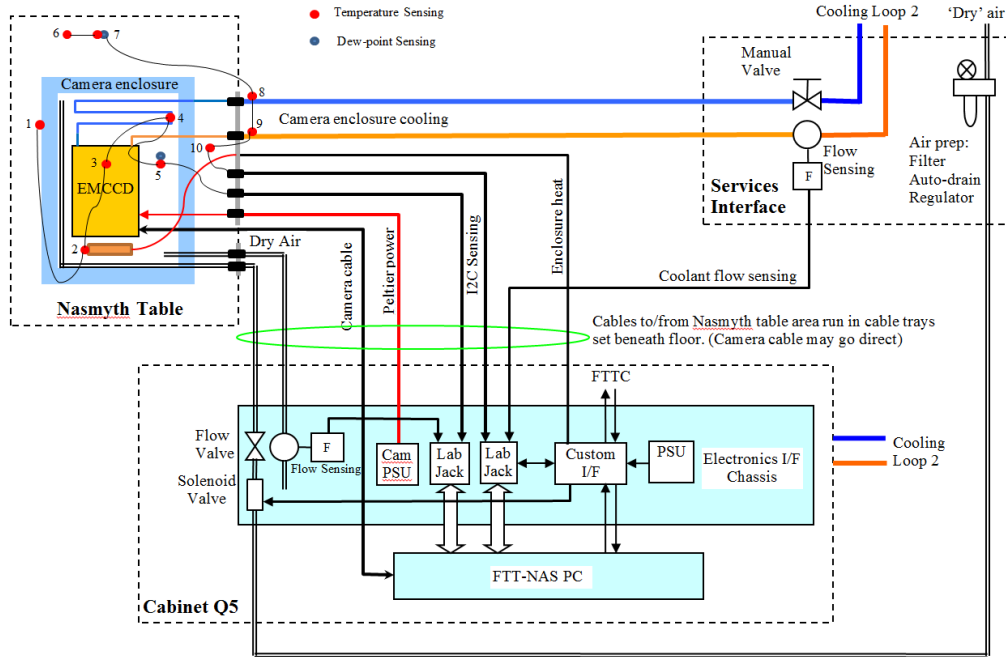 Temperature Sensing
Dew-point Sensing
6
7
Camera enclosure
1
4
3
5
EMCCD
2
8
9
10
Camera enclosure cooling
Nasmyth Table
Dry Air
Camera cable
Peltier power
I2C Sensing
Enclosure heat
Cooling Loop 2
'Dry' air
Manual
Valve
Flow
Sensing
F
Services
Interface
Air prep:
Filter
Auto-drain
Regulator
Coolant flow sensing
Cables to/from Nasmyth table area run in cable trays
set beneath floor. (Camera cable may go direct)
FTTC
Flow
Valve
Solenoid
Valve
F
Flow Sensing
Cam
PSU
Lab
Jack
Lab
Jack
Custom
I/F
PSU
Electronics I/F
Chassis
Cooling
Loop 2
FTT-NAS PC
Cabinet Q5